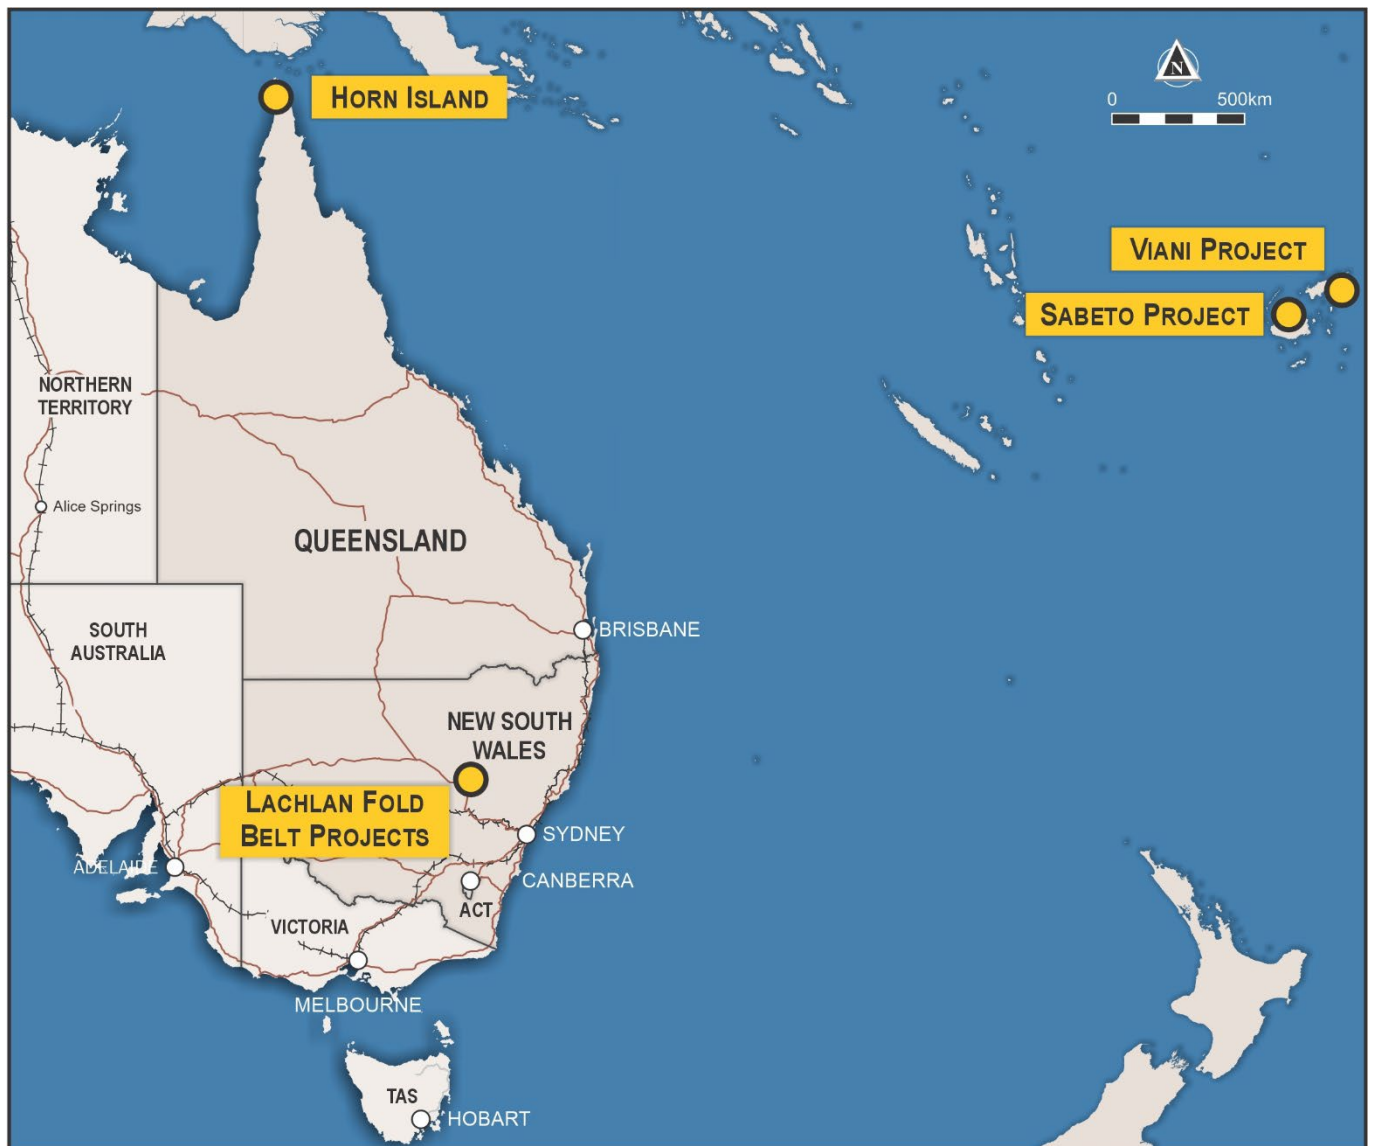 HORN ISLAND
N
0 500km
VIANI PROJECT
SABETO PROJECT
NORTHERN
TERRITORY
Alice Springs
QUEENSLAND
SOUTH
AUSTRALIA
BRISBANE
NEW SOUTH
WALES
LACHLAN FOLD
BELT PROJECTS
SYDNEY
ADELAIDE
CANBERRA
ACT
VICTORIA
MELBOURNE
TAS
HOBART